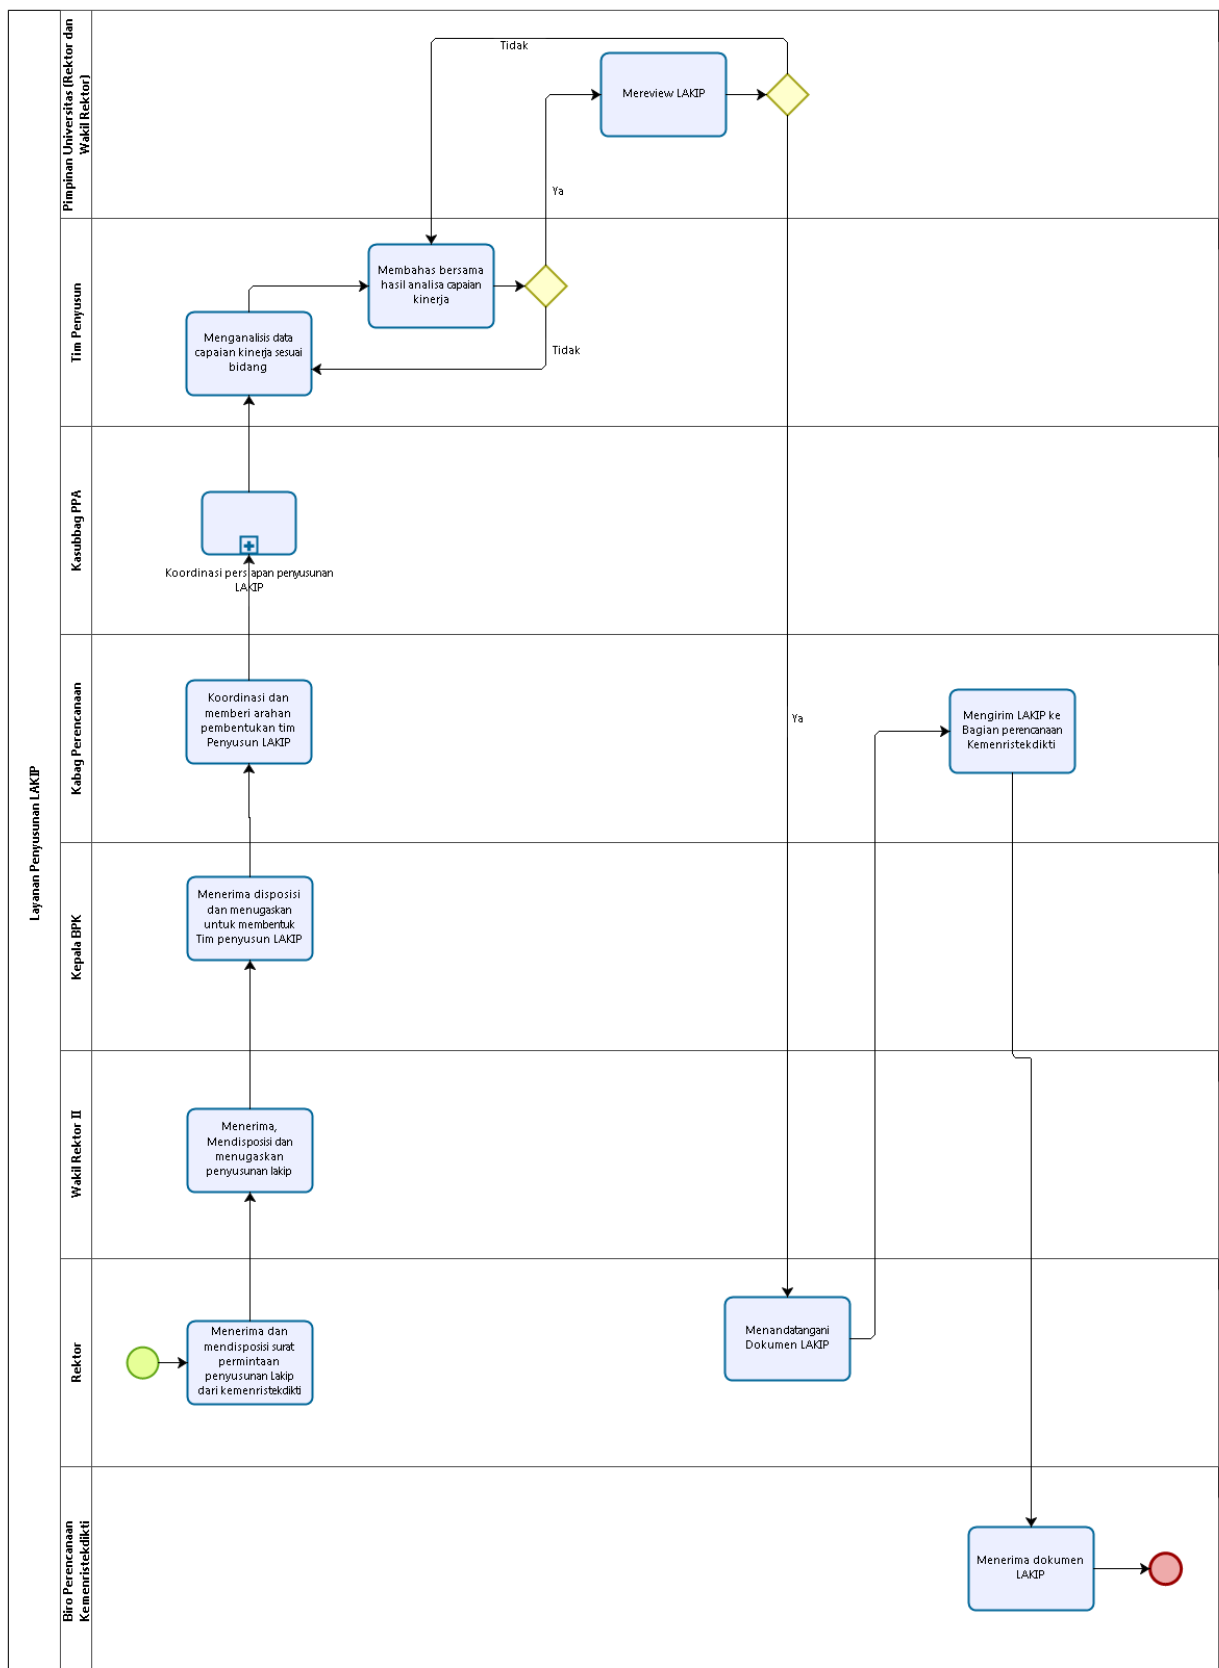 Layanan Penyusunan LAKIP
Pimpinan Universitas (Rektor dan
Wakil Rektor)
Tidak
Mereview LAKIP
Ya
Tim Penyusun
Membahas bersama
hasil analisa capaian
kinerja
Menganalisis data
capaian kinerja sesuai
bidang
Tidak
Kasubbag PPA
Koordinasi persiapan penyusunan
LAKIP
Kabag Perencanaan
Koordinasi dan
memberi arahan
pembentukan tim
Penyusun LAKIP
Ya
Mengirim LAKIP ke
Bagian perencanaan
Kemenristekdikti
Kepala BPK
Menerima disposisi
dan menugaskan
untuk membentuk
Tim penyusun LAKIP
Wakil Rektor II
Menerima,
Mendisposisi dan
menugaskan
penyusunan lakip
Rektor
Menerima dan
mendisposisi surat
permintaan
penyusunan Lakip
dari kemenristekdikti
Menandatangani
Dokumen LAKIP
Biro Perencanaan
Kemenristekdikti
Menerima dokumen
LAKIP